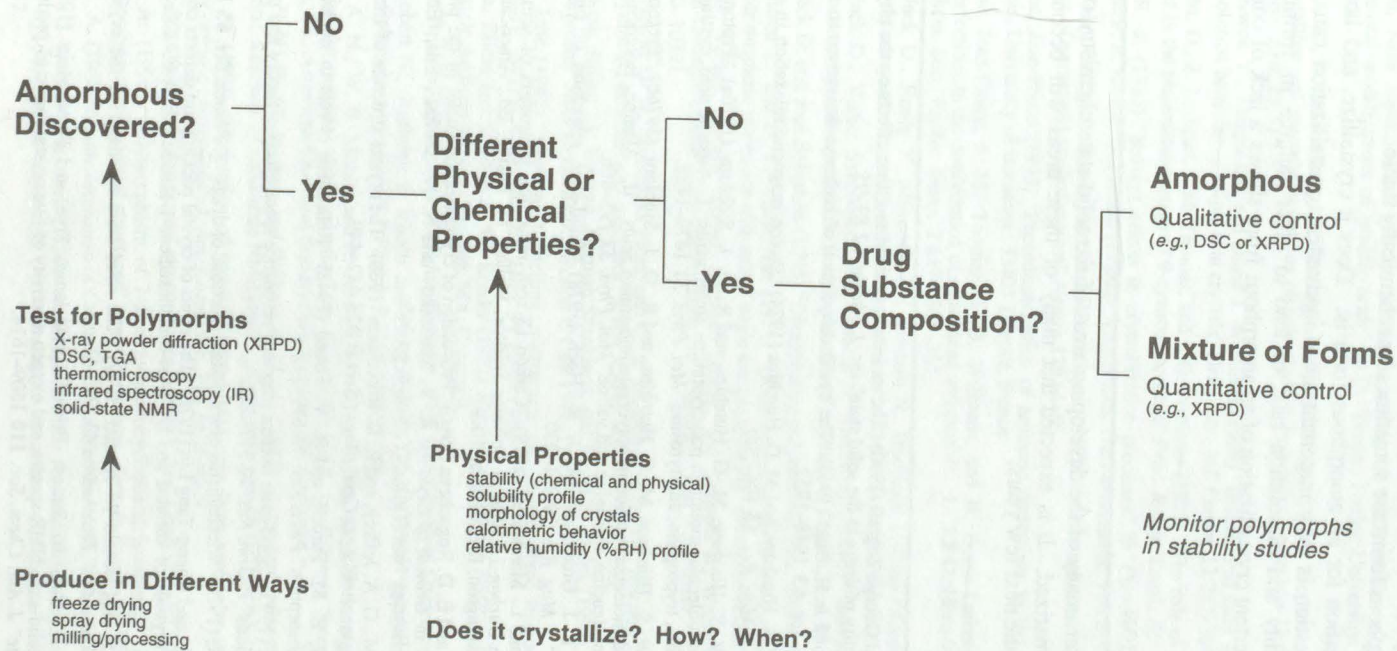 No
Amorphous
Discovered?
Yes
Different
Physical or
Chemical
Properties?
No
Yes
Drug
Substance
Composition?
Amorphous
Qualitative control
(e.g., DSC or XRPD)
Mixture of Forms
Quantitative control
(e.g., XRPD)
Test for Polymorphs
X-ray powder diffraction (XRPD)
DSC, TGA
thermomicroscopy
infrared spectroscopy (IR)
solid-state NMR
Physical Properties
stability (chemical and physical)
solubility profile
morphology of crystals
calorimetric behavior
relative humidity (%RH) profile
Monitor polymorphs
in stability studies
Produce in Different Ways
freeze drying
spray drying
milling/processing
Does it crystallize? How? When?